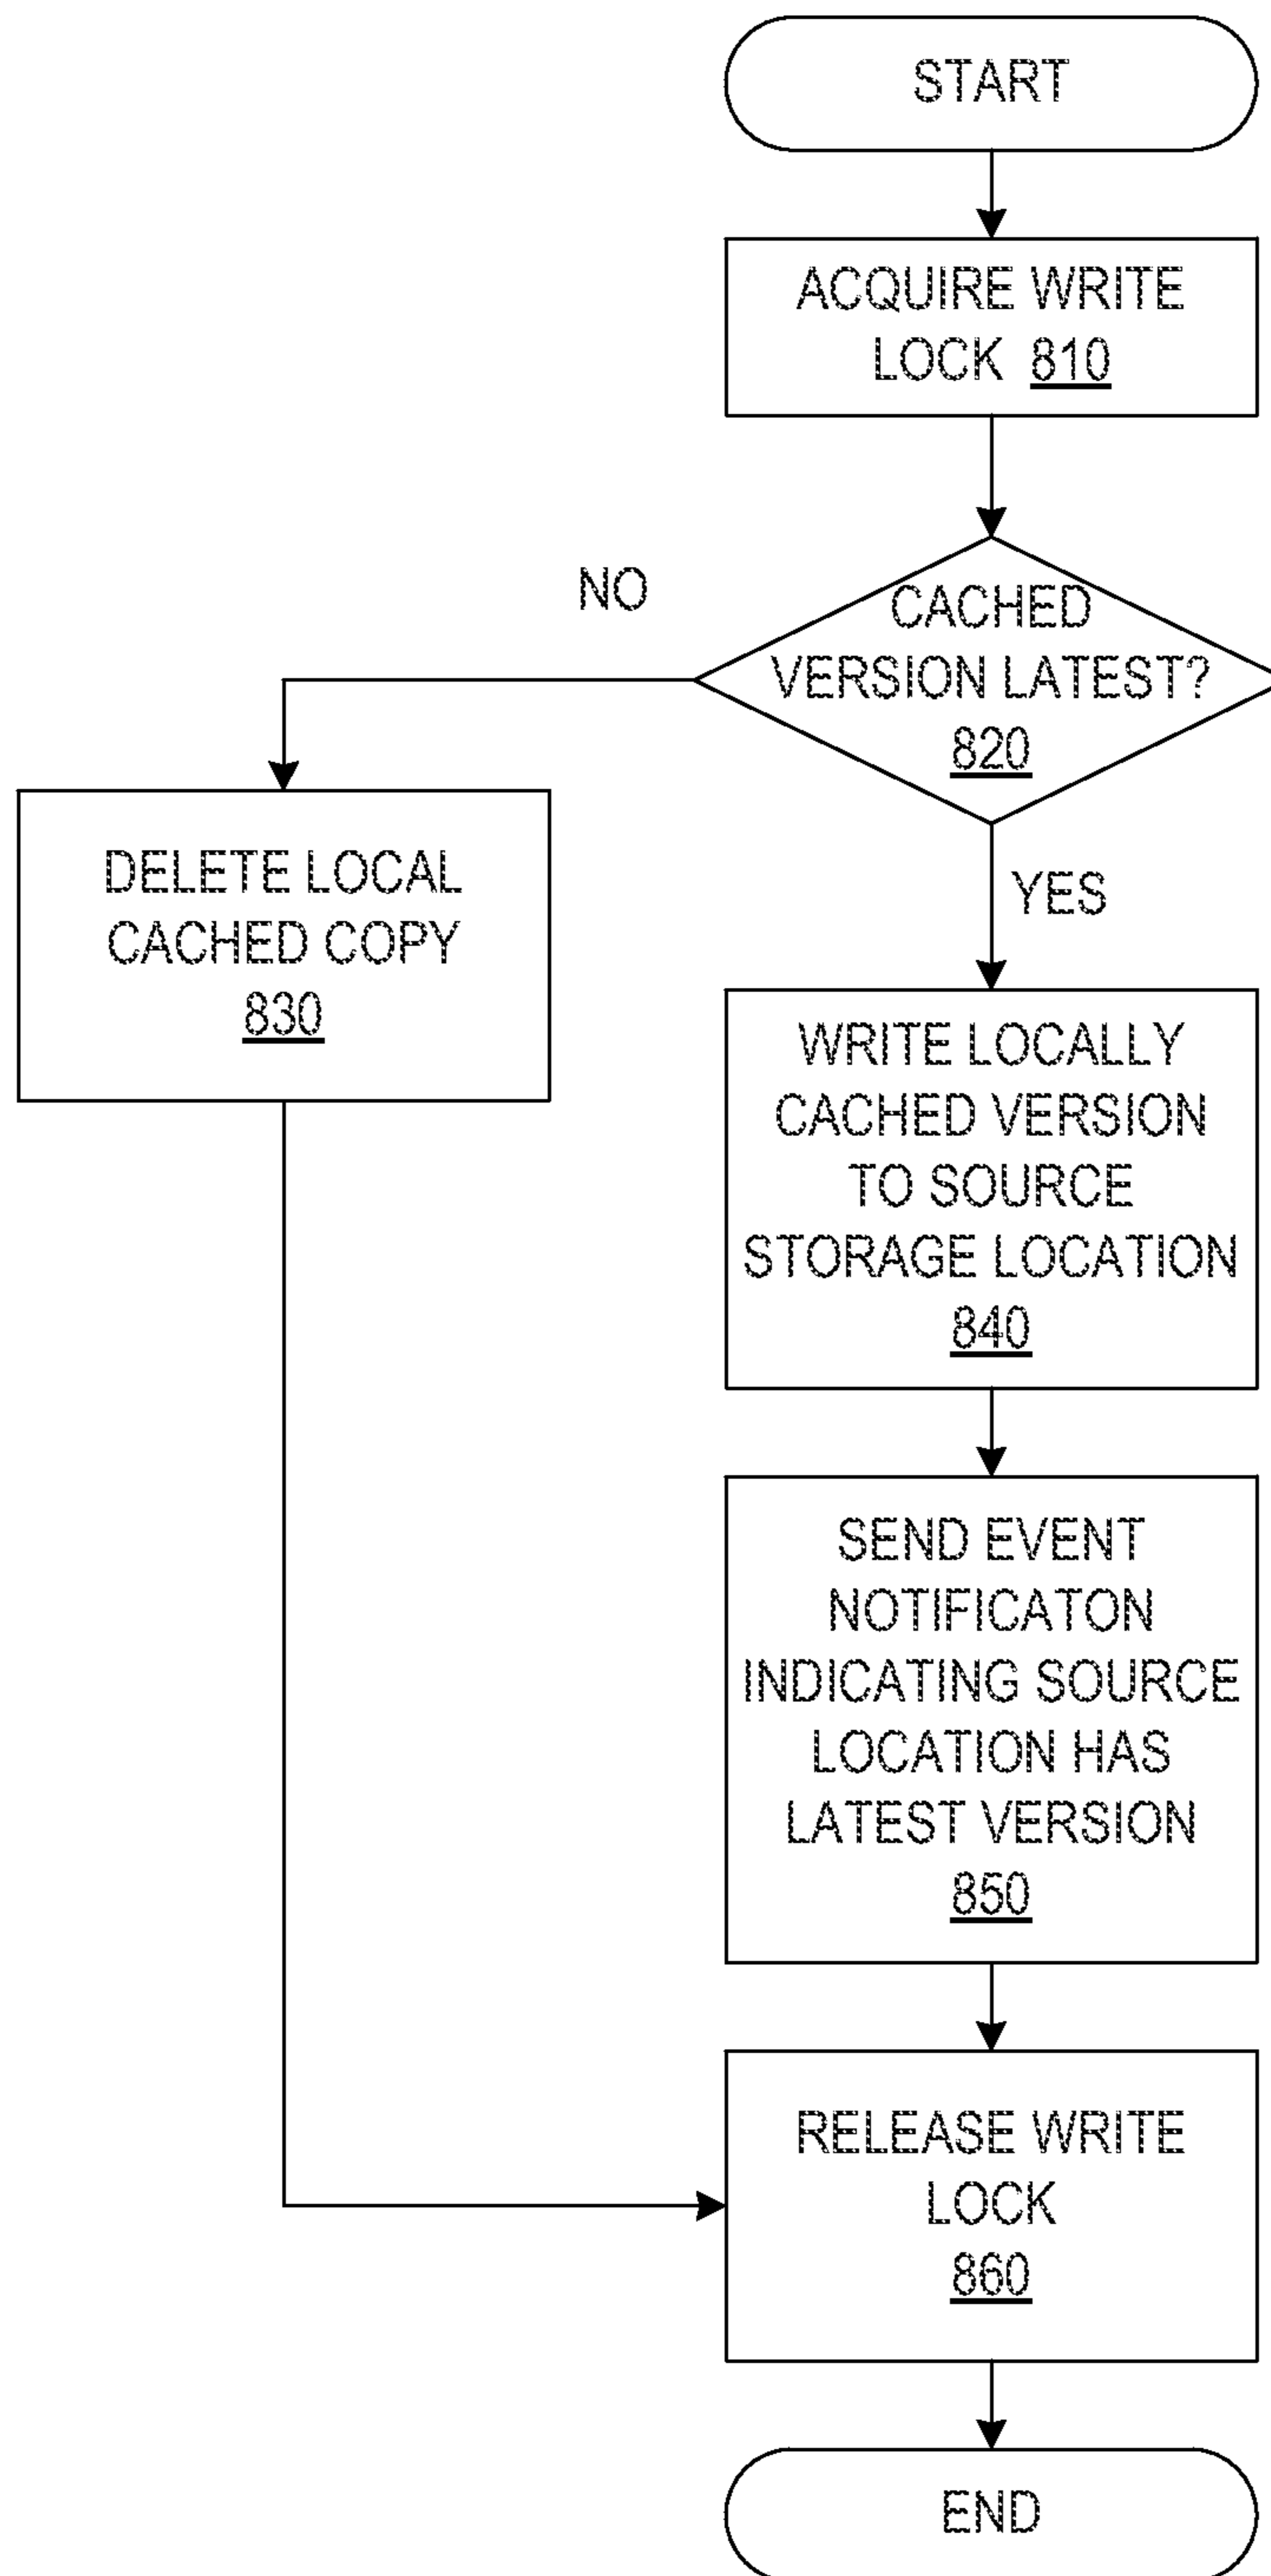 START
ACQUIRE WRITE
LOCK 810
NO
CACHED
VERSION LATEST?
820
YES
DELETE LOCAL
CACHED COPY
830
WRITE LOCALLY
CACHED VERSION
TO SOURCE
STORAGE LOCATION
840
SEND EVENT
NOTIFICATON
INDICATING SOURCE
LOCATION HAS
LATEST VERSION
850
RELEASE WRITE
LOCK
860
END